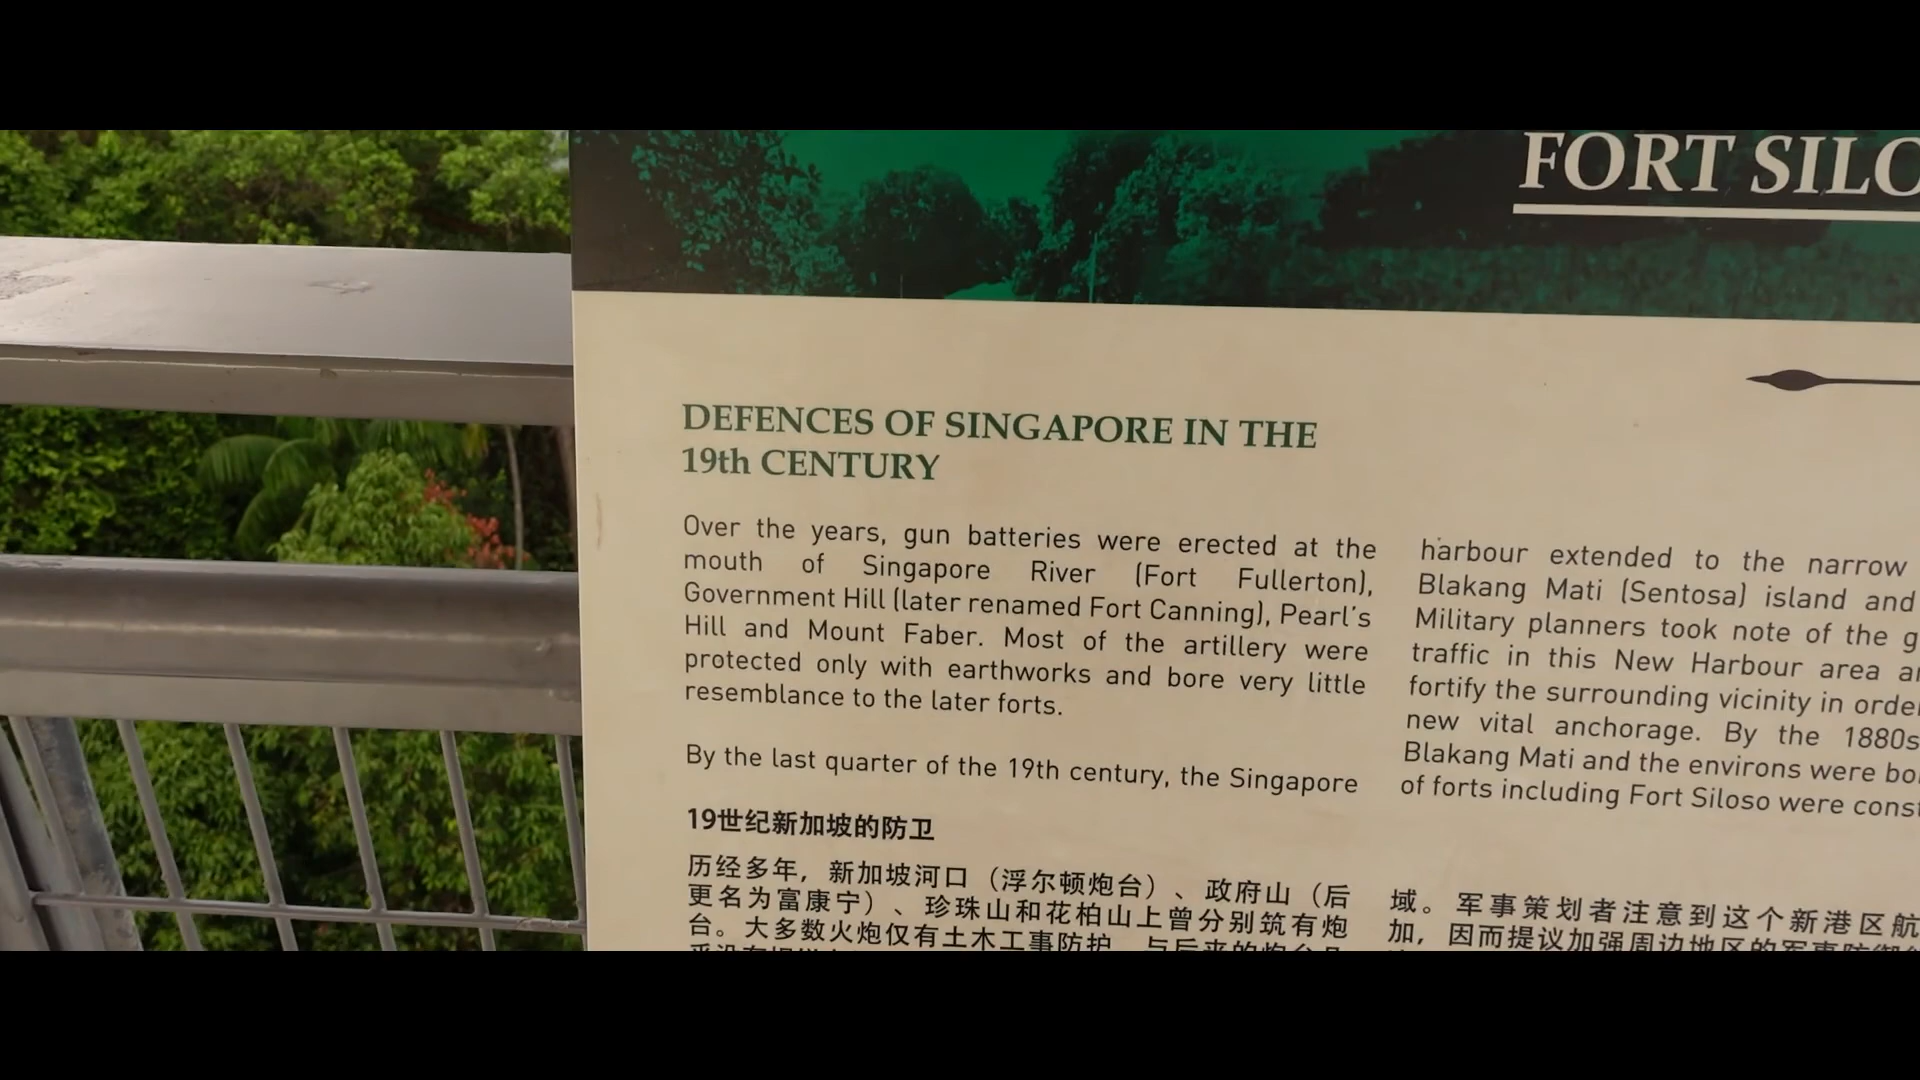 FORT SILO
DEFENCES OF SINGAPORE IN THE
19th CENTURY
Over the years, gun batteries were erected at the
mouth of Singapore River (Fort Fullerton),
Government Hill (later renamed Fort Canning), Pearl's
Hill and Mount Faber. Most of the artillery were
protected only with earthworks and bore very little
resemblance to the later forts.
By the last quarter of the 19th century, the Singapore
harbour extended to the narrow
Blakang Mati (Sentosa) island and
Military planners took note of the g
traffic in this New Harbour area a
fortify the surrounding vicinity in orde
new vital anchorage. By the 1880s
Blakang Mati and the environs were bo
of forts including Fort Siloso were const
19世纪新加坡的防卫
历经多年，新加坡河口（浮尔顿炮台）、政府山（后
更名为富康宁）、珍珠山和花柏山上曾分别筑有炮
台。大多数火炮仅有土木工事防护，与后来的炮台
域。军事策划者注意到这个新港区航
加，因而提议加强周边地区的军事防御